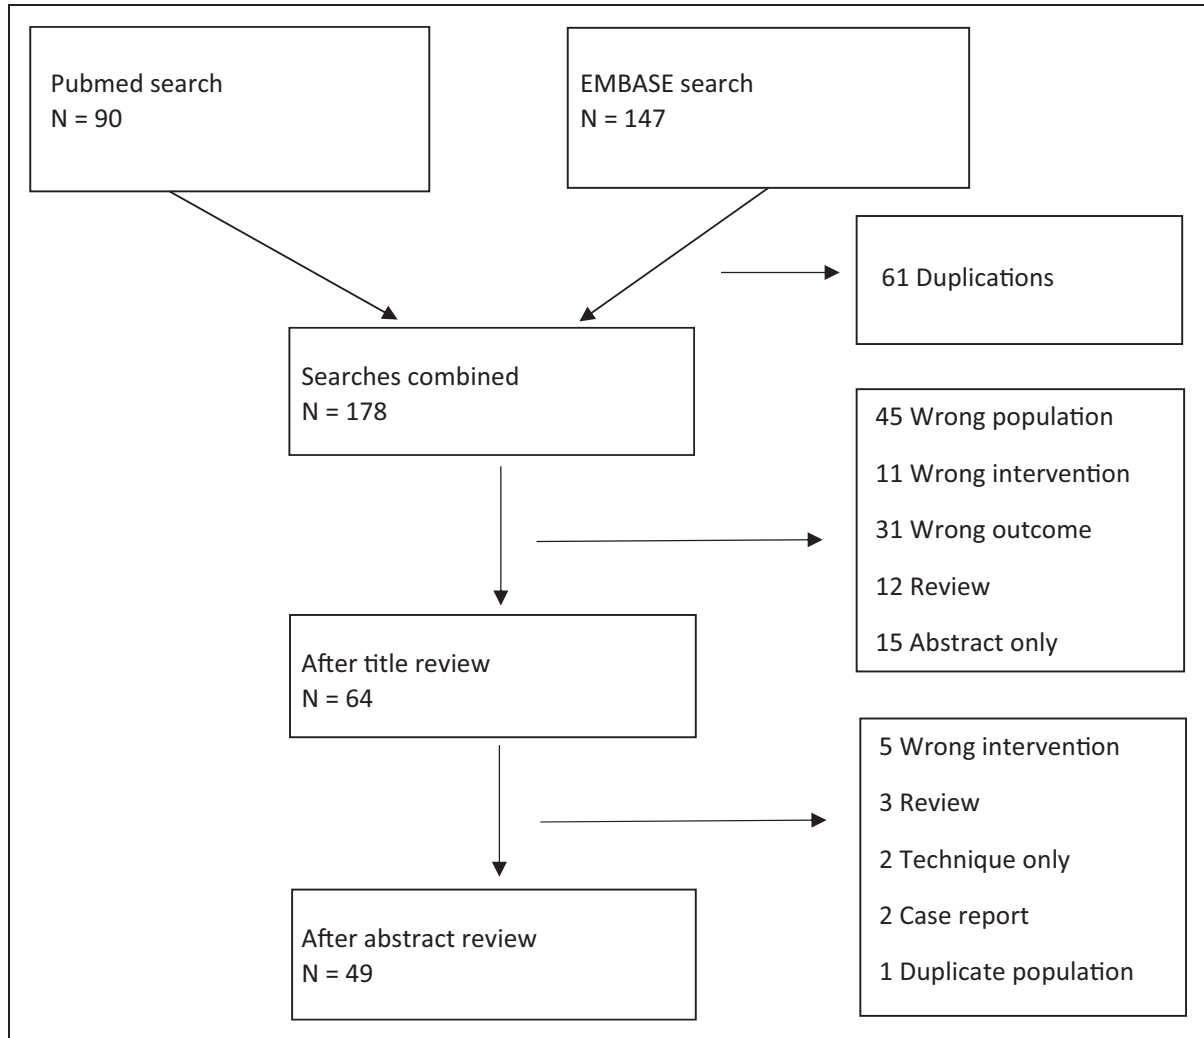 Pubmed search
N = 90
EMBASE search
N = 147
61 Duplications
Searches combined
N = 178
45 Wrong population
11 Wrong intervention
31 Wrong outcome
12 Review
15 Abstract only
After title review
N = 64
5 Wrong intervention
3 Review
2 Technique only
2 Case report
1 Duplicate population
After abstract review
N = 49